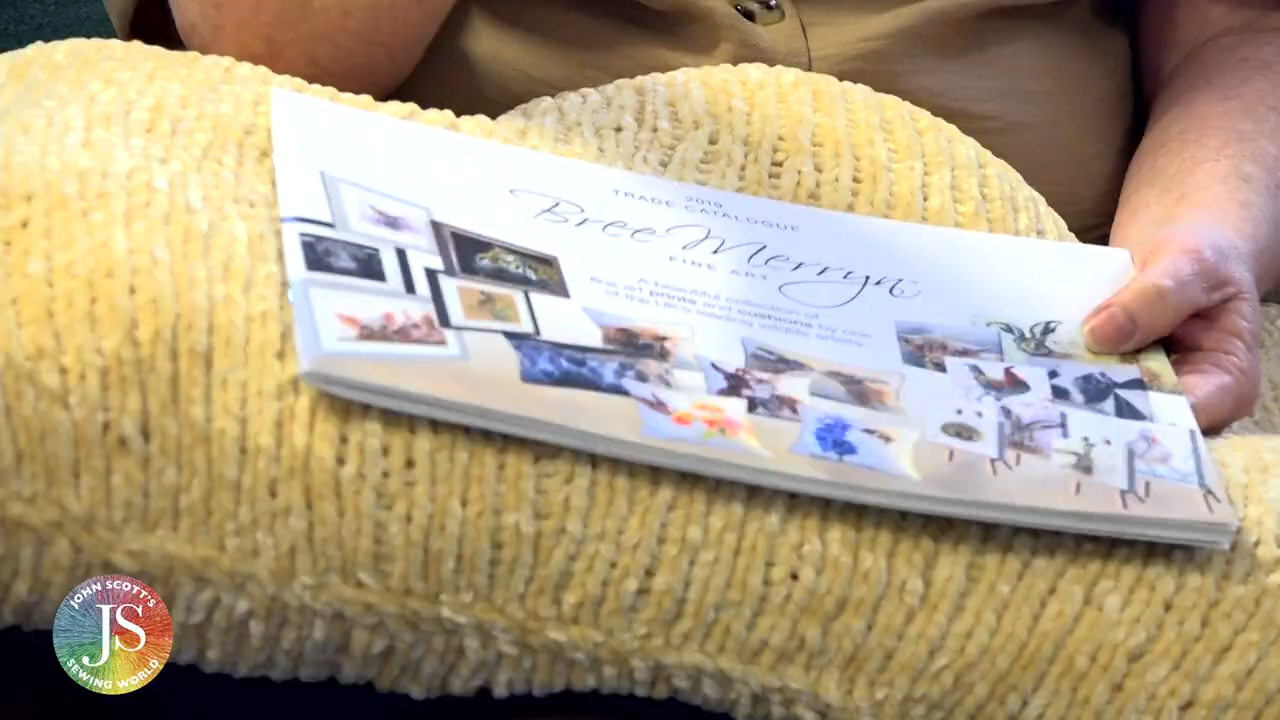 2019
TRADE CATALOGUE
Bree Merryn
FINE ART
A beautiful collection of
fine art prints and cushions by one
of the UK's leading wildlife artists
JOHN SCOTT'S
JS
SEWING WORLD